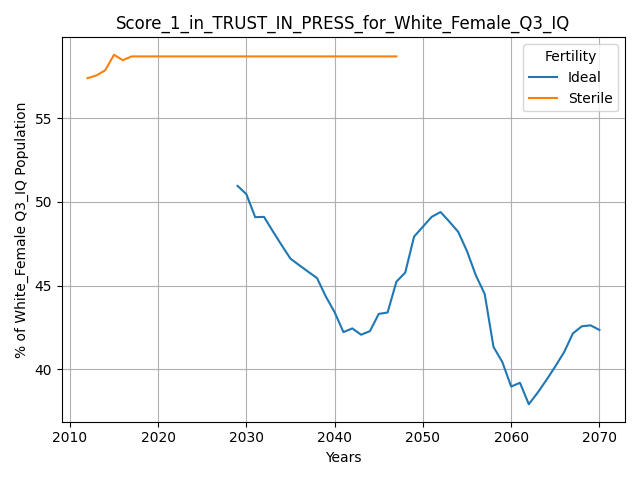 Score_1_in_TRUST_IN_PRESS_for_White_Female_Q3_IQ
Fertility
Ideal
Sterile
% of White_Female Q3_IQ Population
55
50
45
40
2010 2020 2030 2040 2050 2060 2070
Years